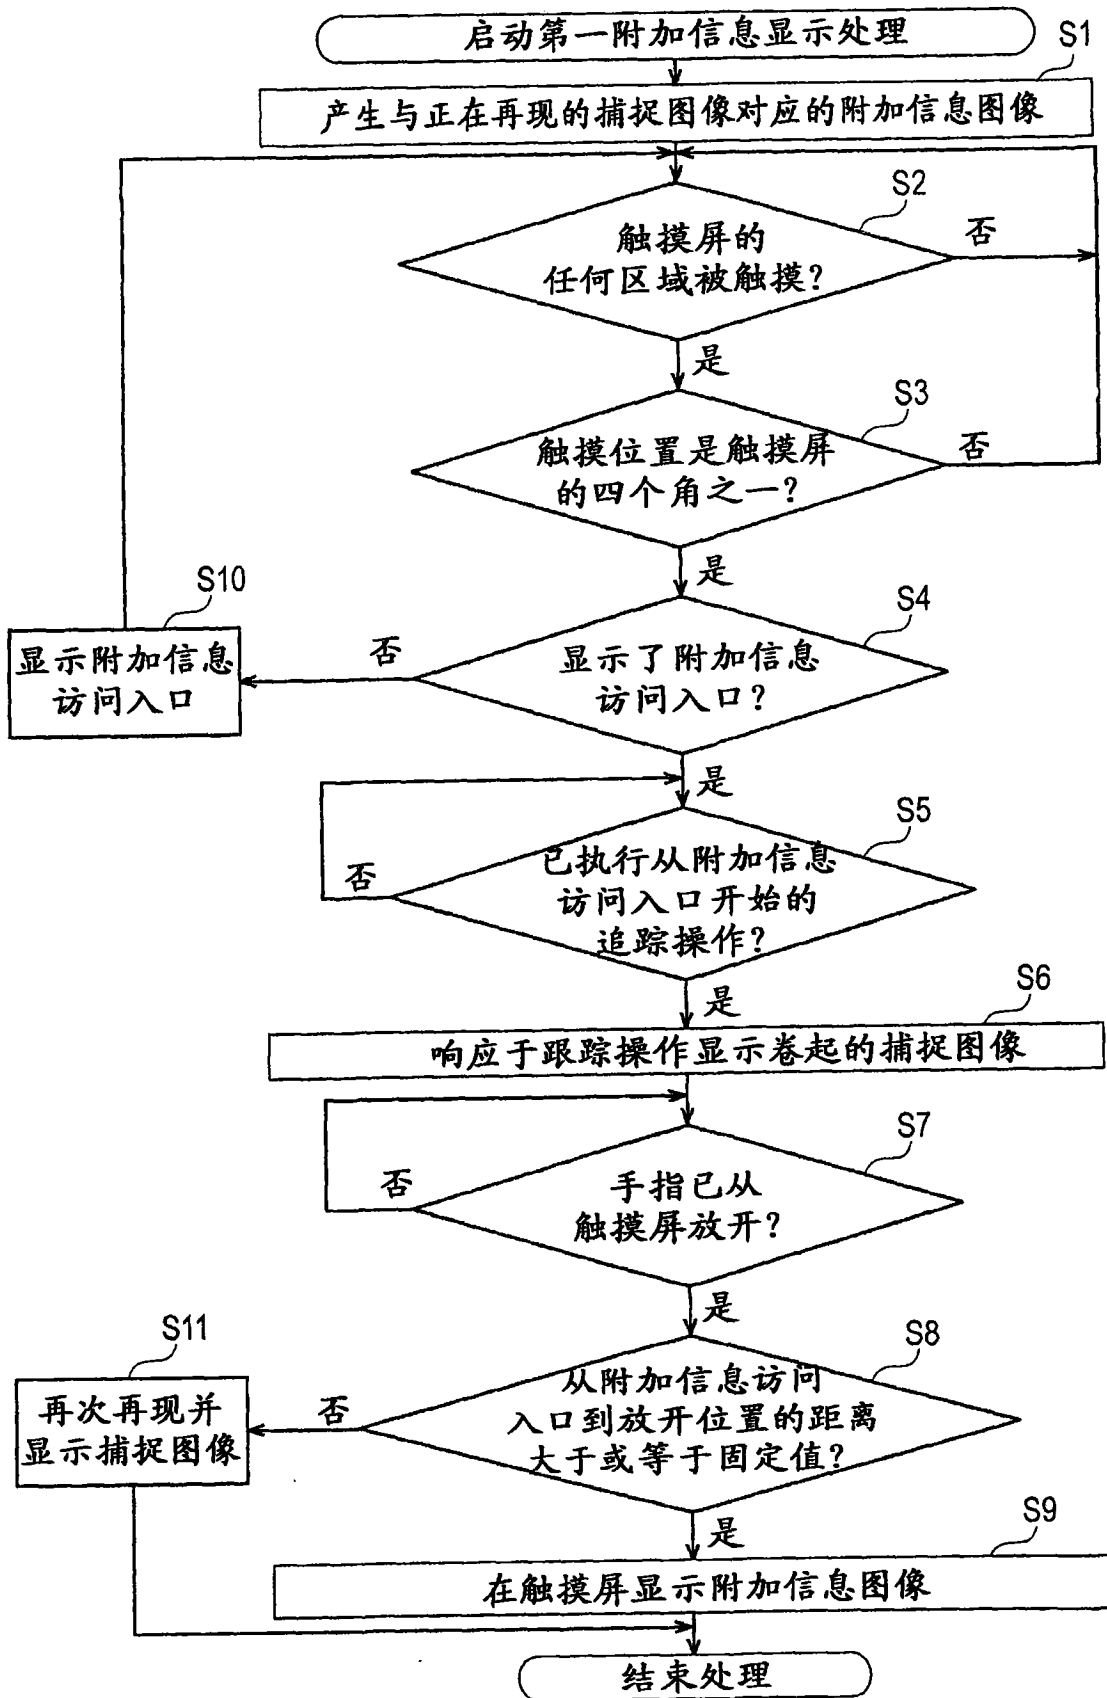 启动第一附加信息显示处理
S1
产生与正在再现的捕捉图像对应的附加信息图像
S2
触摸屏的
任何区域被触摸?
否
是
S3
触摸位置是触摸屏
的四个角之一?
否
是
S10
显示附加信息
访问入口
否
S4
显示了附加信息
访问入口?
是
S5
已执行从附加信息
访问入口开始的
追踪操作?
否
是
S6
响应于跟踪操作显示卷起的捕捉图像
S7
手指已从
触摸屏放开?
否
是
S11
再次再现并
显示捕捉图像
否
S8
从附加信息访问
入口到放开位置的距离
大于或等于固定值?
是
S9
在触摸屏显示附加信息图像
结束处理